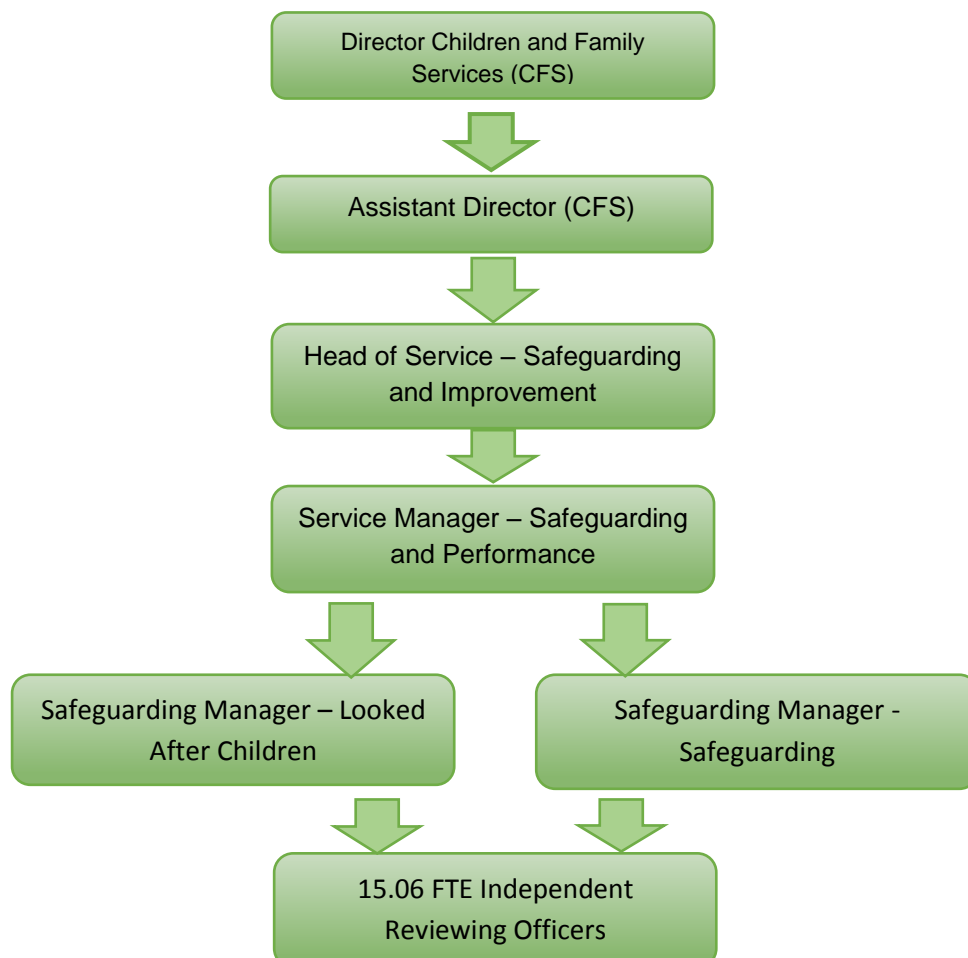 Director Children and Family
Services (CFS)
Assistant Director (CFS)
Head of Service – Safeguarding
and Improvement
Service Manager – Safeguarding
and Performance
Safeguarding Manager – Looked
After Children
Safeguarding Manager -
Safeguarding
15.06 FTE Independent
Reviewing Officers